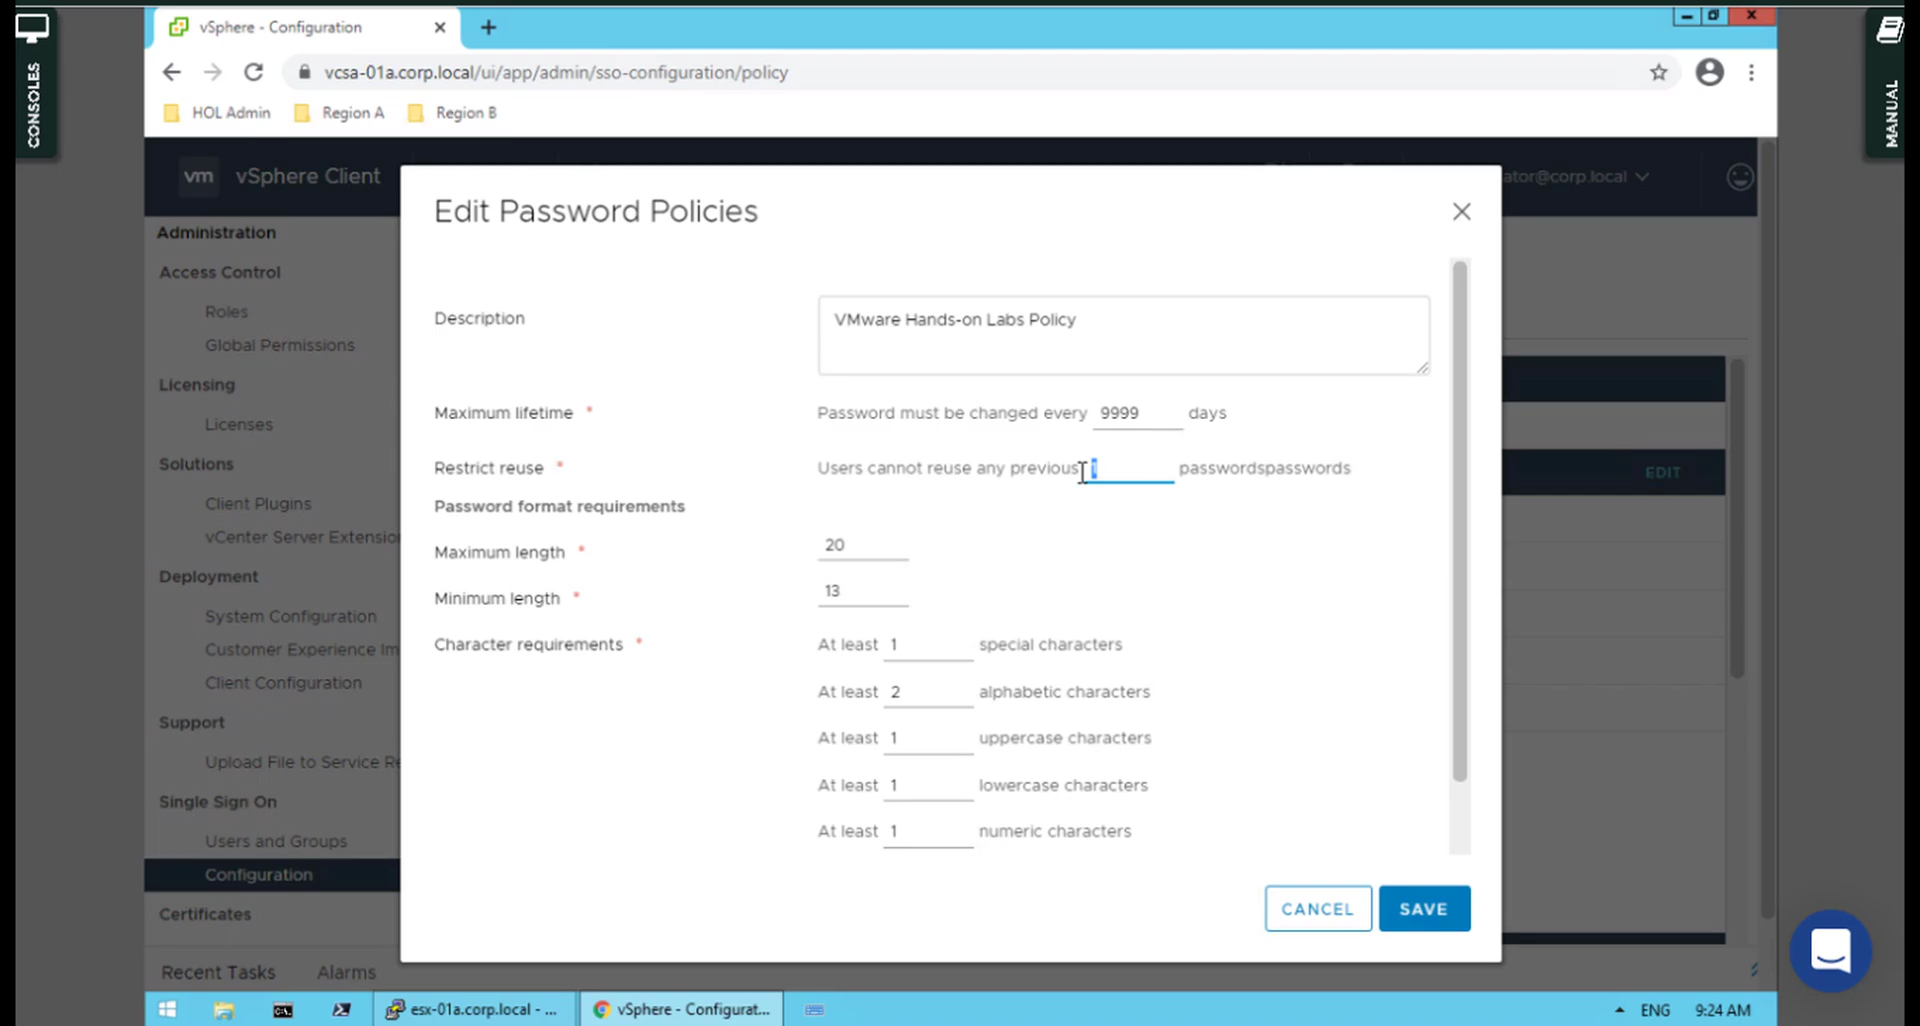 CONSOLES
MANUAL
vSphere - Configuration
vcsa-01a.corp.local/ui/app/admin/sso-configuration/policy
HOL Admin
Region A
Region B
vm
vSphere Client
ator@corp.local
Administration
Access Control
Roles
Global Permissions
Licensing
Licenses
Solutions
Client Plugins
vCenter Server Extensio
Deployment
System Configuration
Customer Experience Im
Client Configuration
Support
Upload File to Service Re
Single Sign On
Users and Groups
Configuration
Certificates
Edit Password Policies
Description
VMware Hands-on Labs Policy
Maximum lifetime *
Password must be changed every 9999 days
Restrict reuse *
Users cannot reuse any previous passwordspasswords
Password format requirements
Maximum length *
20
Minimum length *
13
Character requirements *
At least 1 special characters
At least 2 alphabetic characters
At least 1 uppercase characters
At least 1 lowercase characters
At least 1 numeric characters
EDIT
CANCEL
SAVE
Recent Tasks
Alarms
esx-01a.corp.local - ...
vSphere - Configurat...
ENG
9:24 AM